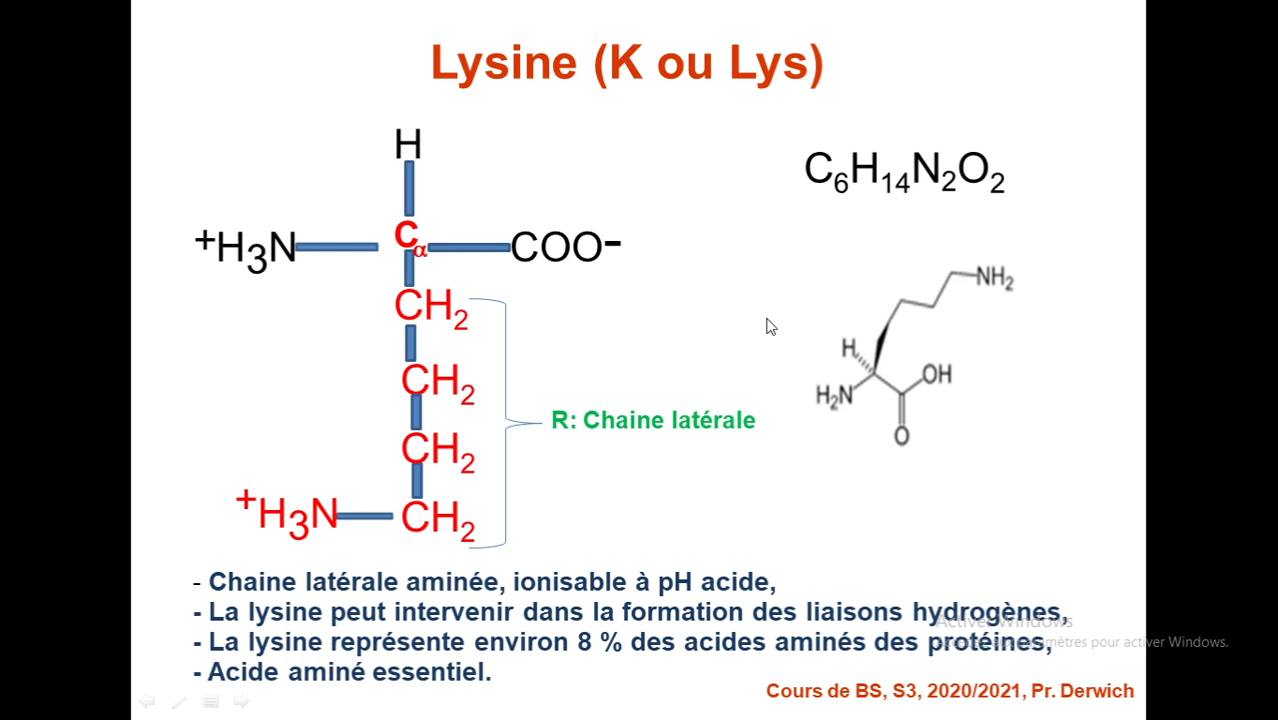 Lysine (K ou Lys)
H
C₆H₁₄N₂O₂
⁺H₃N Cα COO⁻
CH₂
NH₂
H
CH₂
OH
H₂N
R: Chaine latérale
O
CH₂
⁺H₃N CH₂
- Chaine latérale aminée, ionisable à pH acide,
- La lysine peut intervenir dans la formation des liaisons hydrogènes,
Activer Windows
- La lysine représente environ 8 % des acides aminés des protéines,
mètres pour activer Windows.
- Acide aminé essentiel.
Cours de BS, S3, 2020/2021, Pr. Derwich